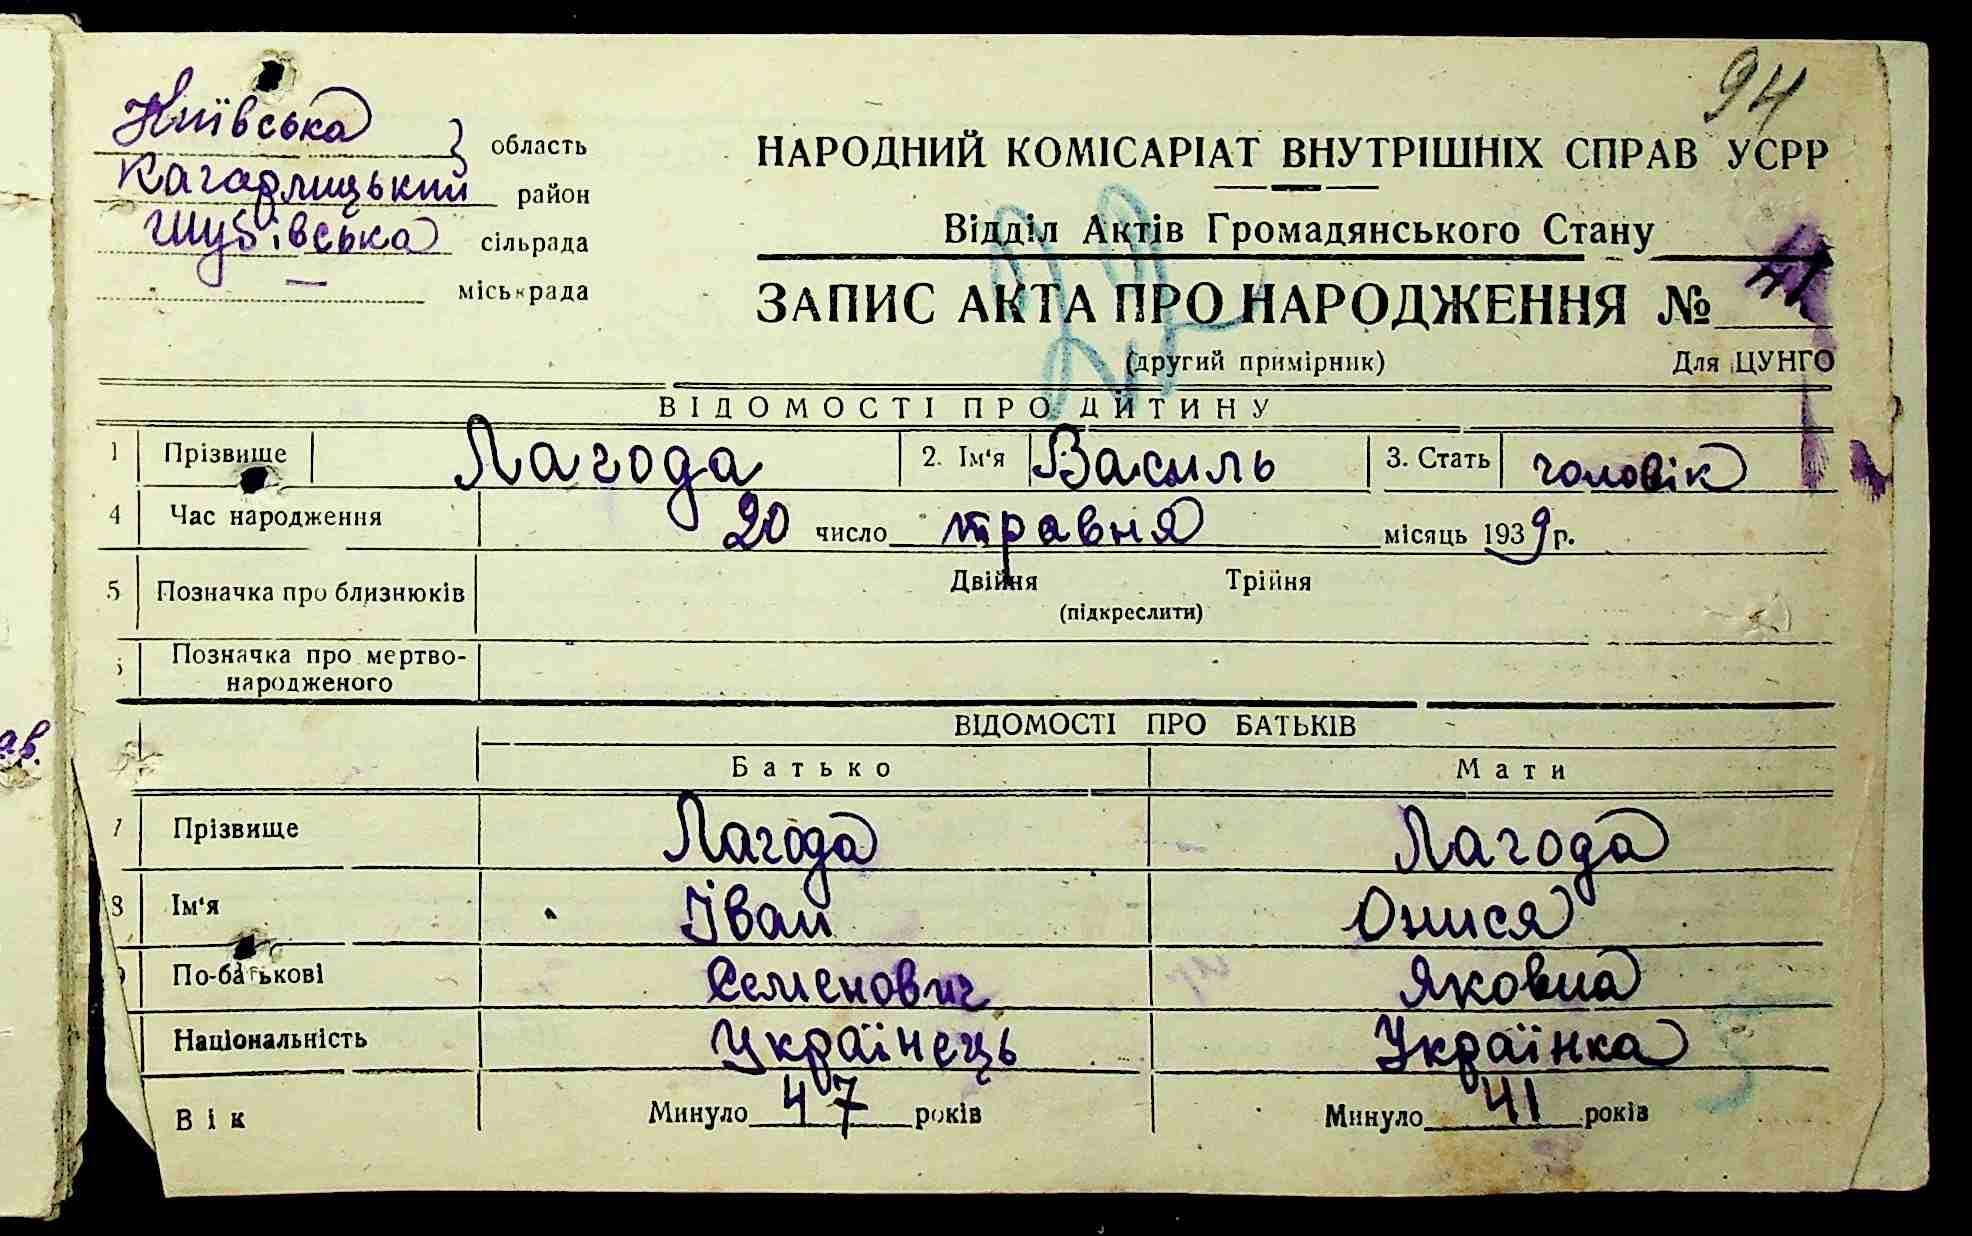 94
Київська область
Кагарлицький район
Шубівська сільрада
— міськрада
НАРОДНИЙ КОМІСАРІАТ ВНУТРІШНІХ СПРАВ УСРР
Відділ Актів Громадянського Стану
ЗАПИС АКТА ПРО НАРОДЖЕННЯ № 41
(другий примірник) Для ЦУНГО
ВІДОМОСТІ ПРО ДИТИНУ
1 Прізвище Лагода 2. Ім'я Василь 3. Стать чоловік
4 Час народження 20 число травня місяць 1939 р.
5 Позначка про близнюків Двійня Трійня
(підкреслити)
Позначка про мертво-
народженого
ВІДОМОСТІ ПРО БАТЬКІВ
Батько Мати
7 Прізвище Лагода Лагода
8 Ім'я Іван Онися
По-батькові Семенович Яковна
Національність Українець Українка
Вік Минуло 47 років Минуло 41 років
ав.